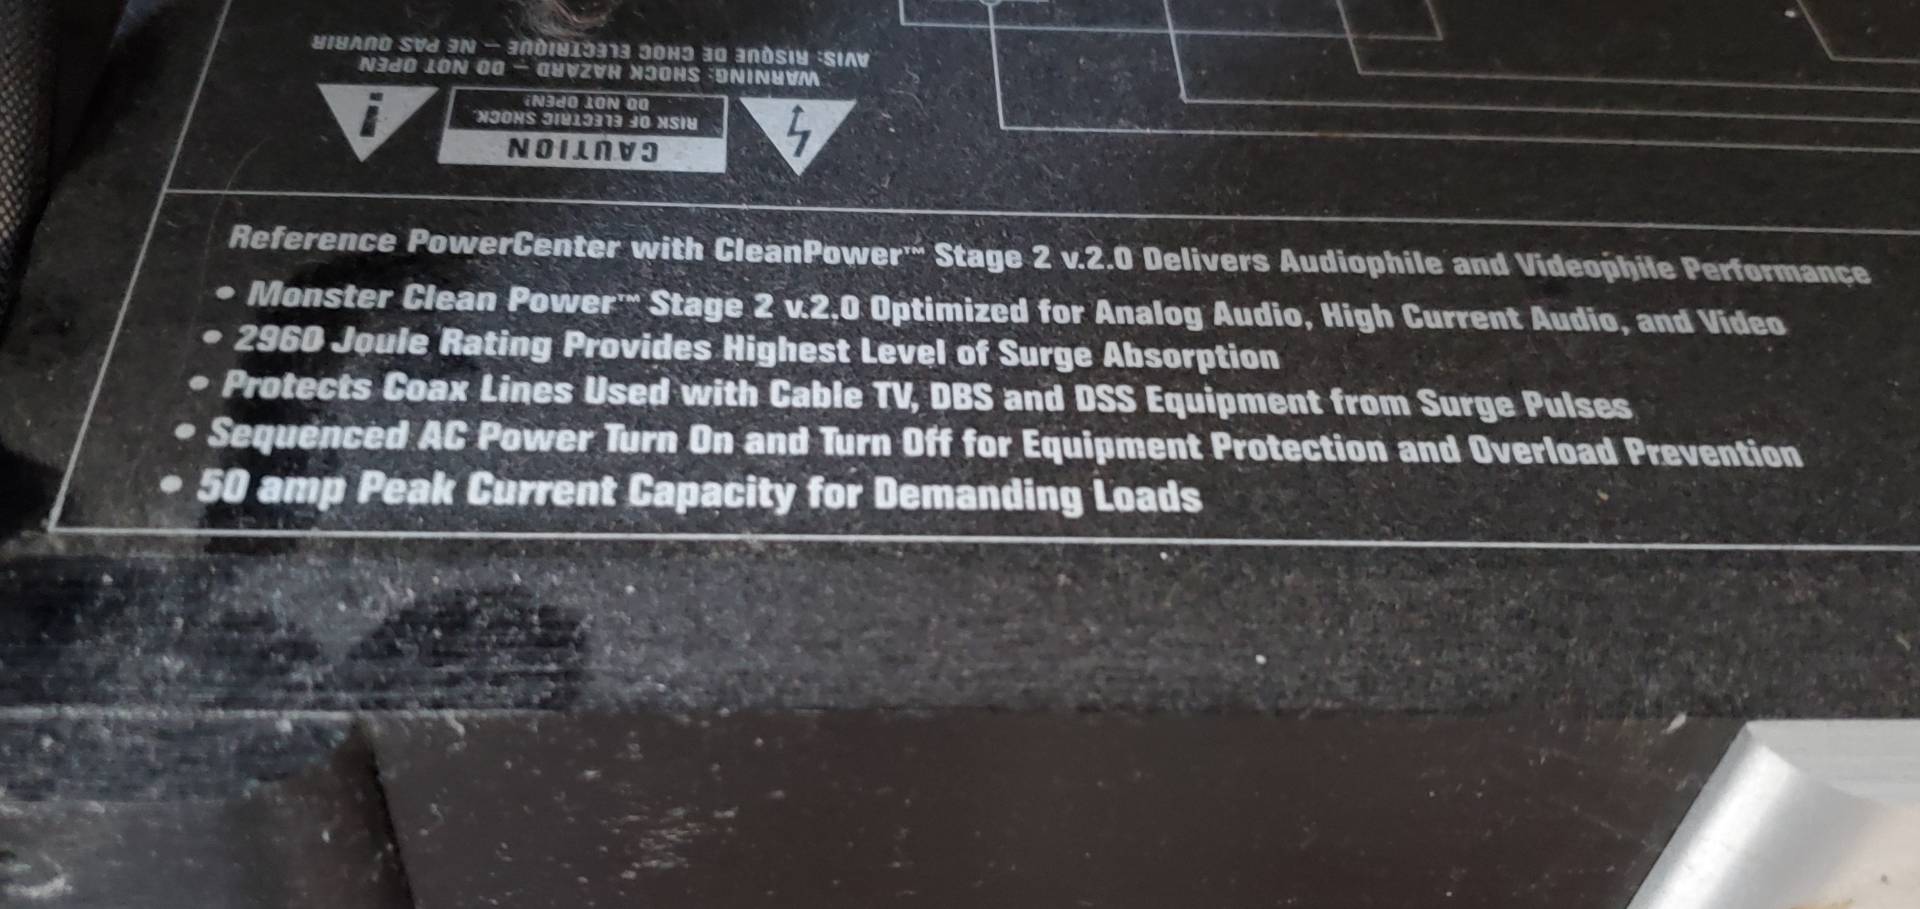 AVIS: RISQUE DE CHOC ELECTRIQUE – NE PAS OUVRIR
WARNING: SHOCK HAZARD – DO NOT OPEN
CAUTION
RISK OF ELECTRIC SHOCK.
DO NOT OPEN!
Reference PowerCenter with CleanPower™ Stage 2 v.2.0 Delivers Audiophile and Videophile Performance
• Monster Clean Power™ Stage 2 v.2.0 Optimized for Analog Audio, High Current Audio, and Video
• 2960 Joule Rating Provides Highest Level of Surge Absorption
• Protects Coax Lines Used with Cable TV, DBS and DSS Equipment from Surge Pulses
• Sequenced AC Power Turn On and Turn Off for Equipment Protection and Overload Prevention
• 50 amp Peak Current Capacity for Demanding Loads